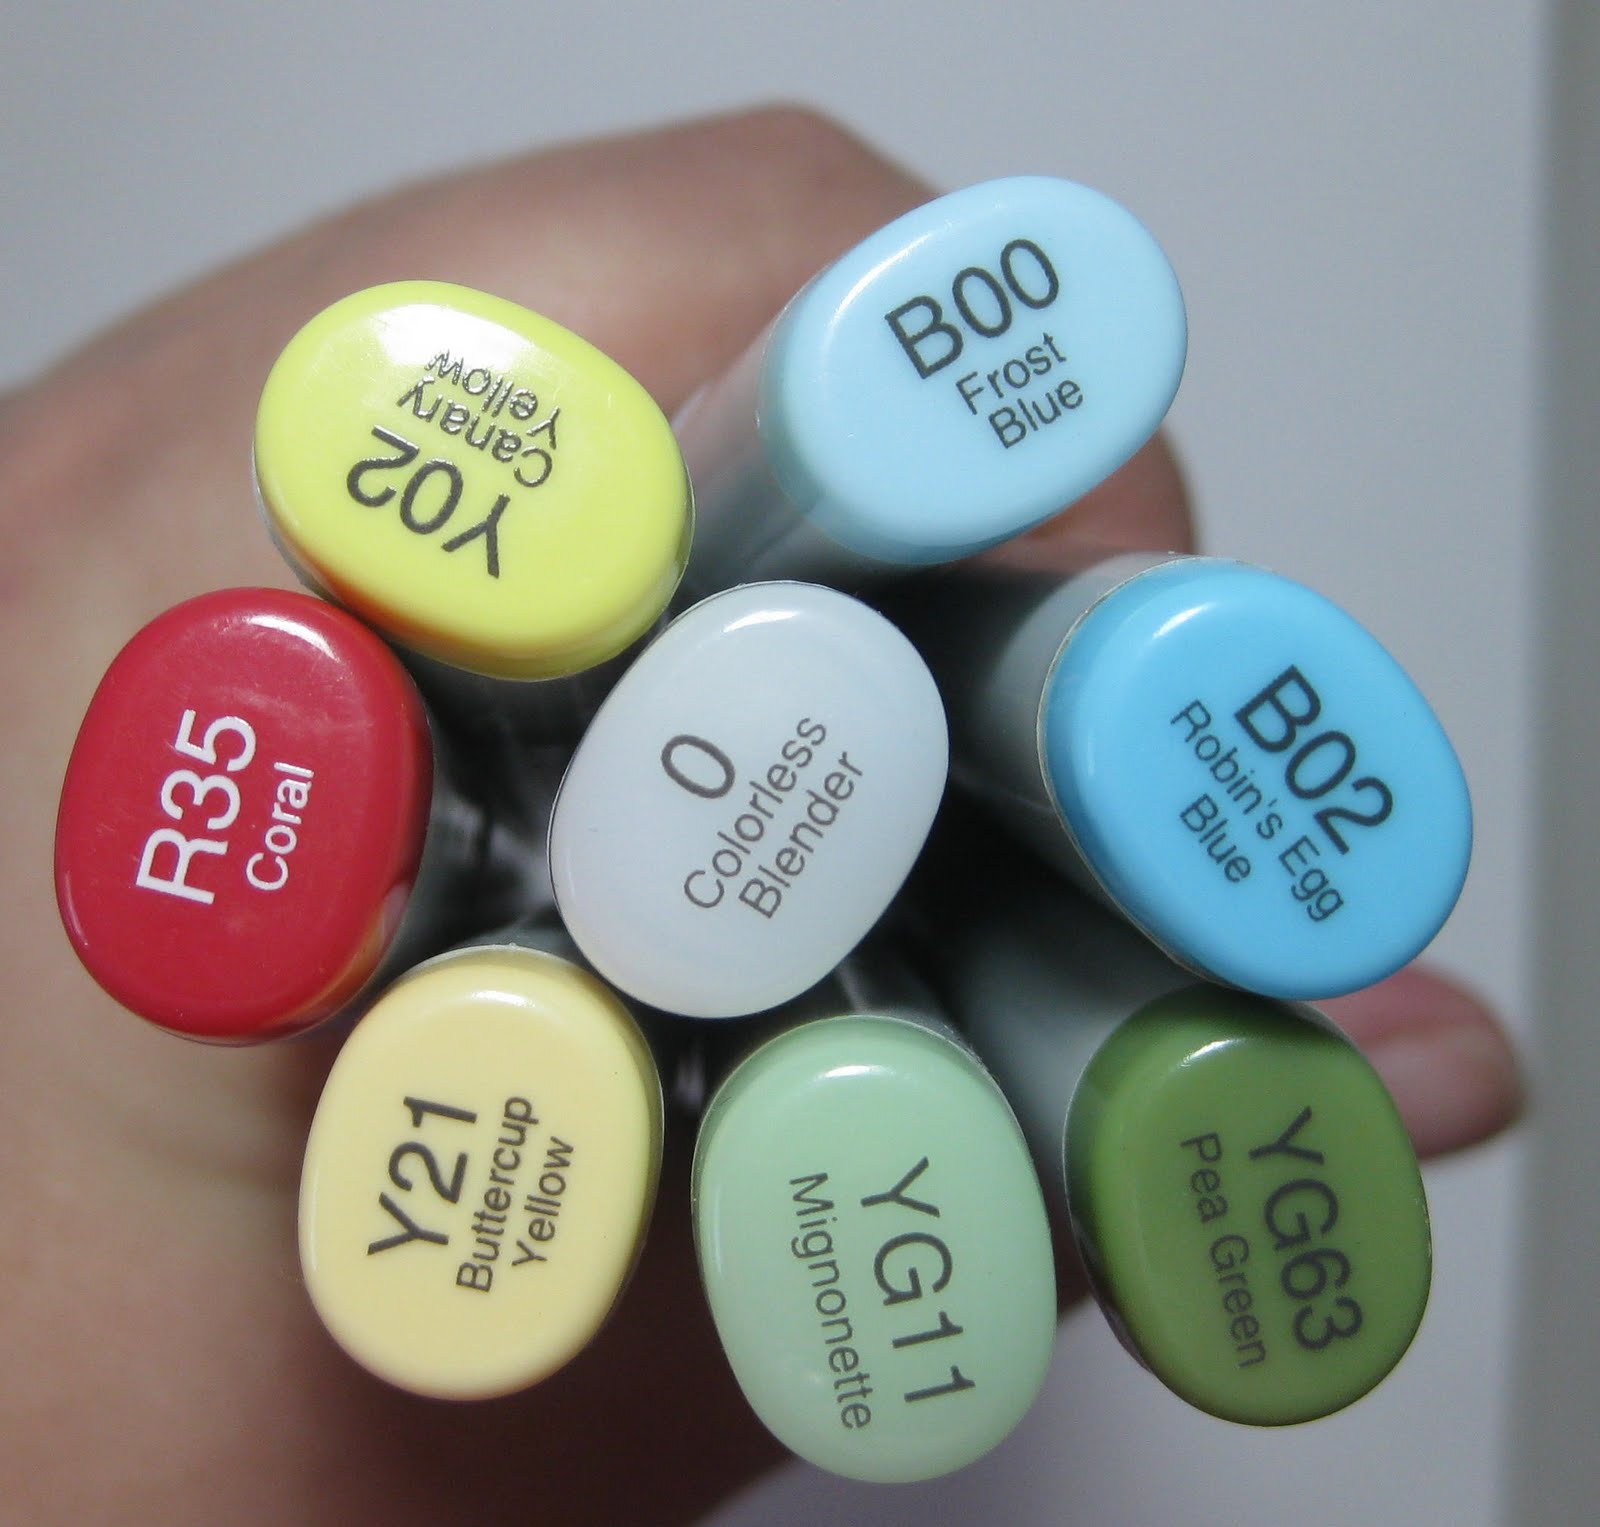 B00
Frost
Blue
Y02
Canary
Yellow
R35
Coral
0
Colorless
Blender
B02
Robin's Egg
Blue
Y21
Buttercup
Yellow
YG11
Mignonette
YG63
Pea Green